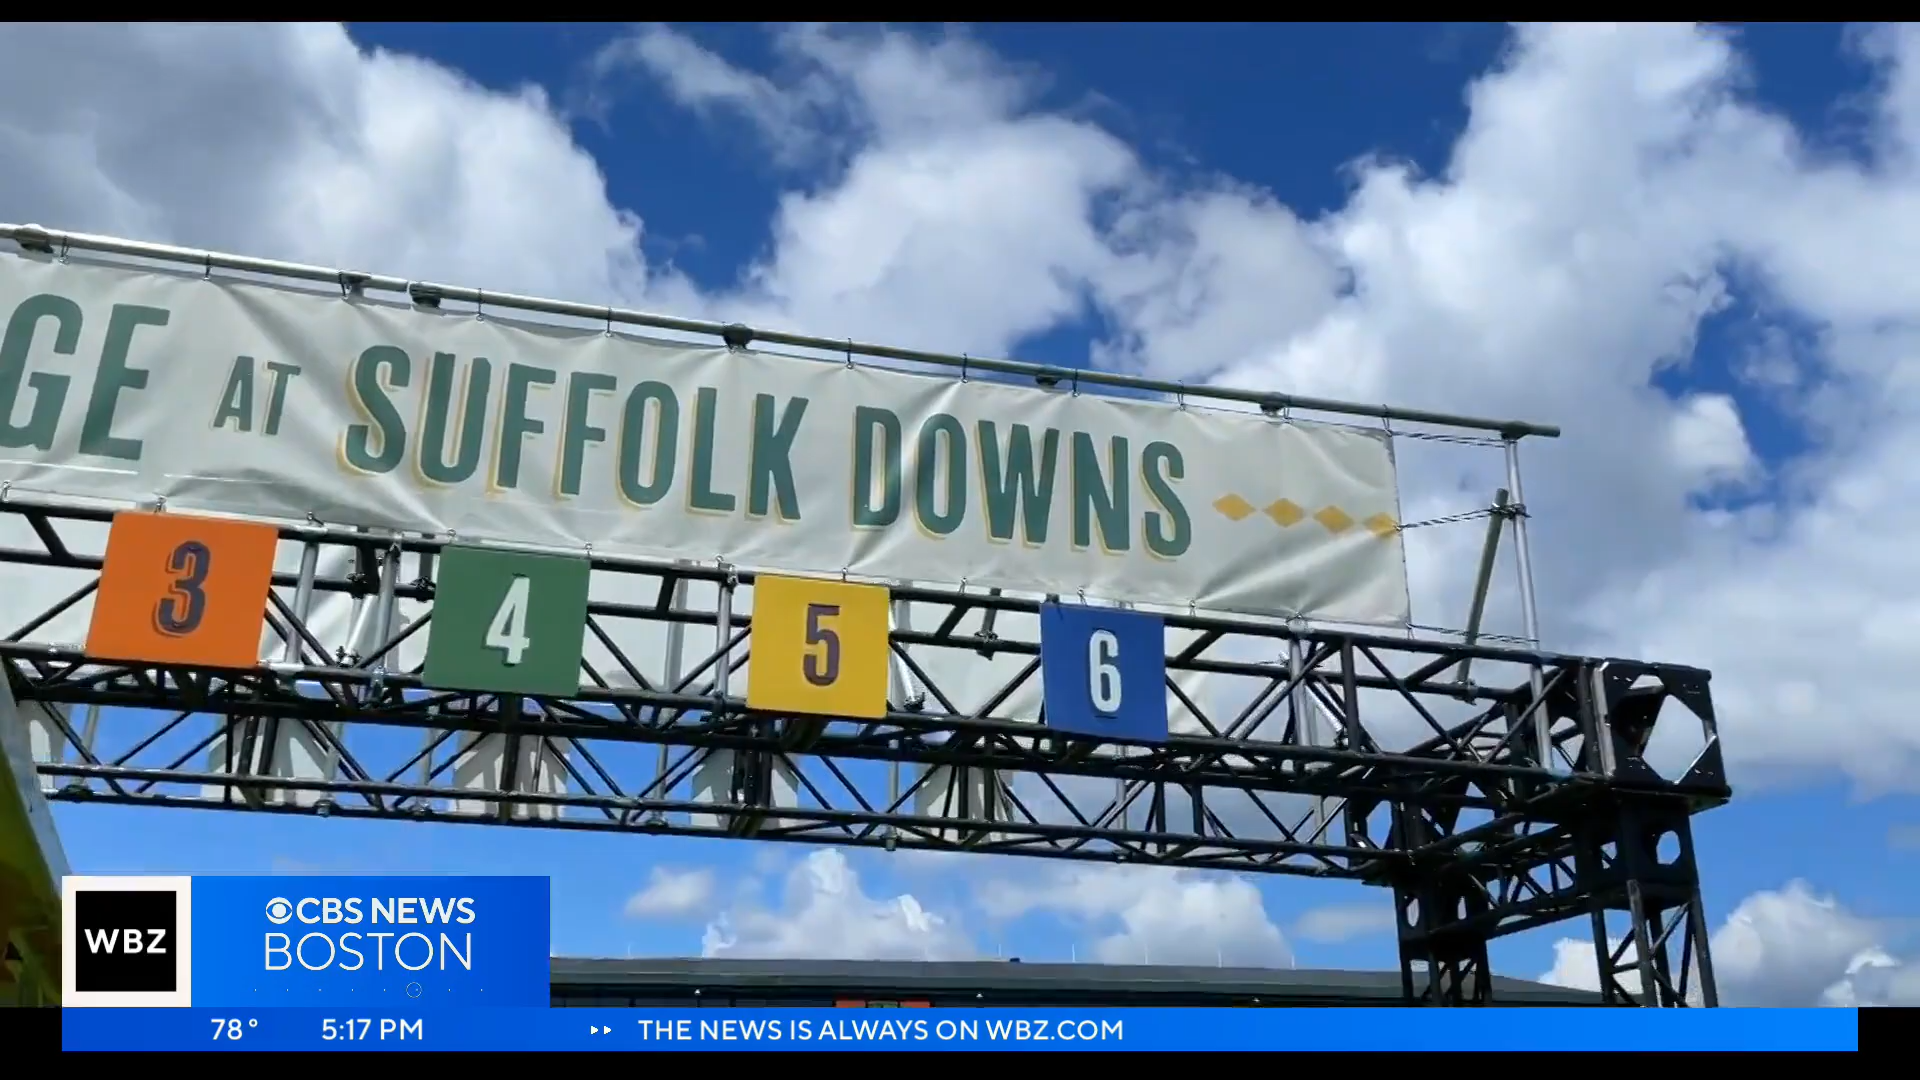 GE AT SUFFOLK DOWNS
3 4 5 6
WBZ
CBS NEWS
BOSTON
78° 5:17 PM THE NEWS IS ALWAYS ON WBZ.COM